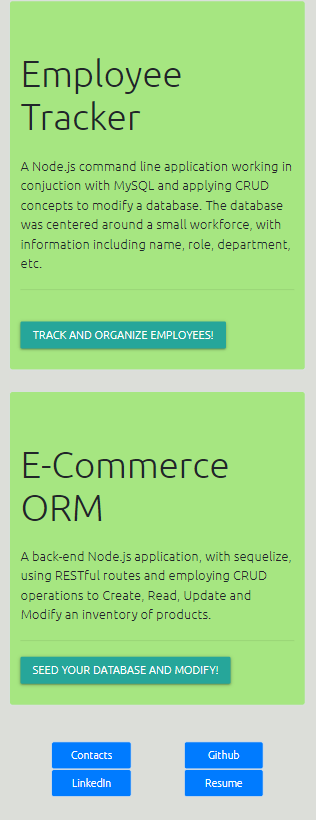 Employee
Tracker
A Node.js command line application working in
conjuction with MySQL and applying CRUD
concepts to modify a database. The database
was centered around a small workforce, with
information including name, role, department,
etc.
TRACK AND ORGANIZE EMPLOYEES!
E-Commerce
ORM
A back-end Node.js application, with sequelize,
using RESTful routes and employing CRUD
operations to Create, Read, Update and
Modify an inventory of products.
SEED YOUR DATABASE AND MODIFY!
Contacts
Github
LinkedIn
Resume